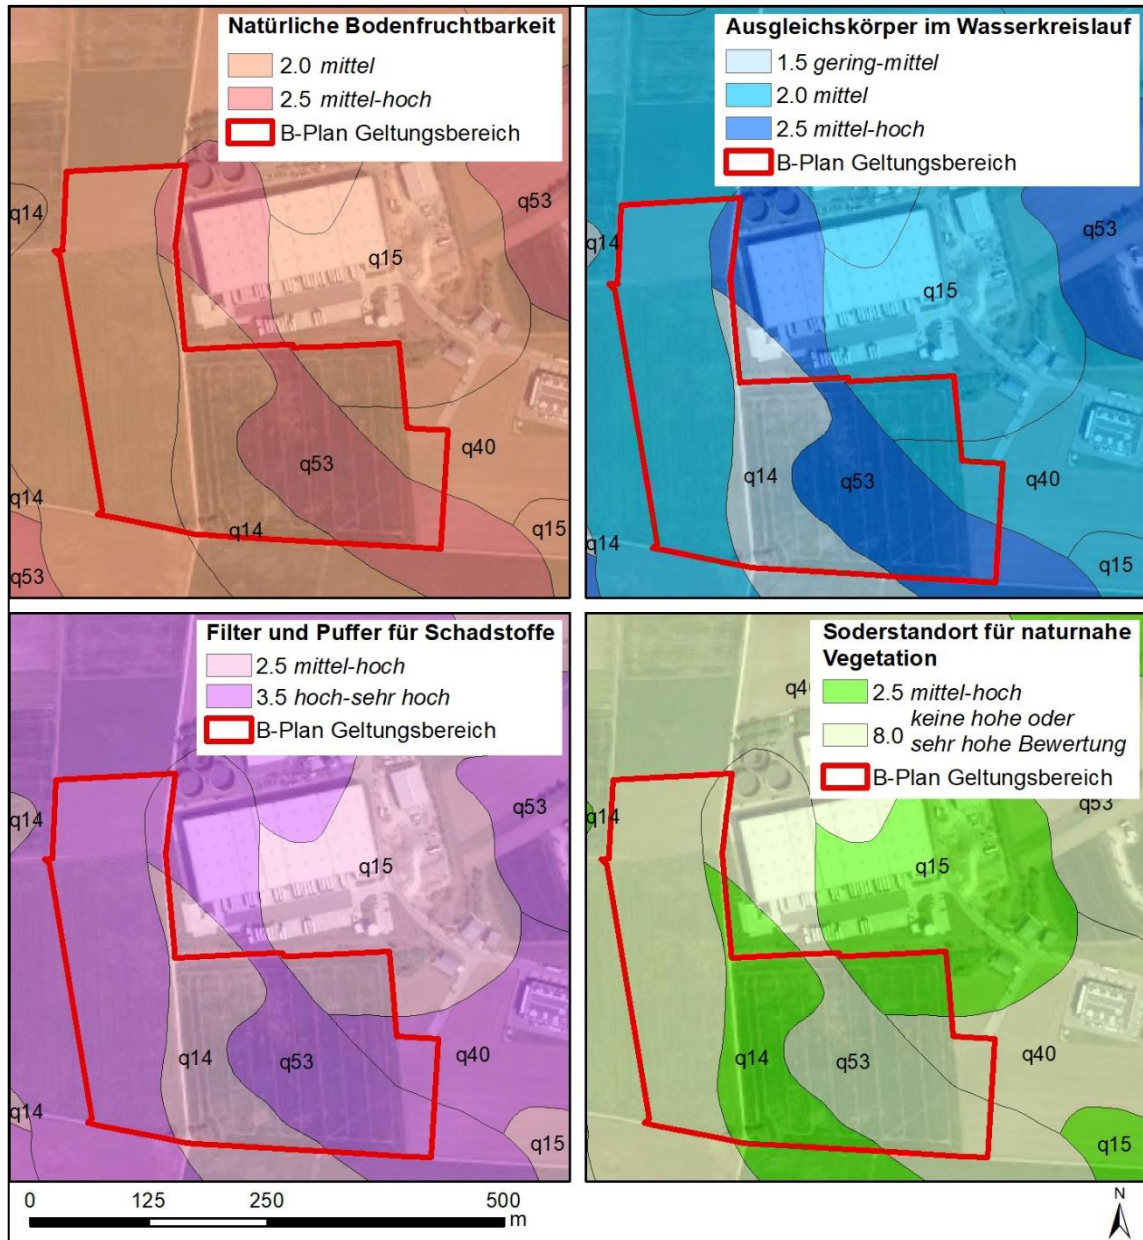 Natürliche Bodenfruchtbarkeit
2.0 mittel
2.5 mittel-hoch
B-Plan Geltungsbereich
q14
q53
q15
q53
q40
q14
q14
q15
q53
Ausgleichskörper im Wasserkreislauf
1.5 gering-mittel
2.0 mittel
2.5 mittel-hoch
B-Plan Geltungsbereich
q14
q53
q15
q14
q53
q40
q14
q15
Filter und Puffer für Schadstoffe
2.5 mittel-hoch
3.5 hoch-sehr hoch
B-Plan Geltungsbereich
q14
q53
q15
q14
q53
q40
q14
q15
Soderstandort für naturnahe
Vegetation
2.5 mittel-hoch
keine hohe oder
8.0 sehr hohe Bewertung
B-Plan Geltungsbereich
q40
q53
q14
q15
q14
q53
q40
q15
0 125 250 500
m
N